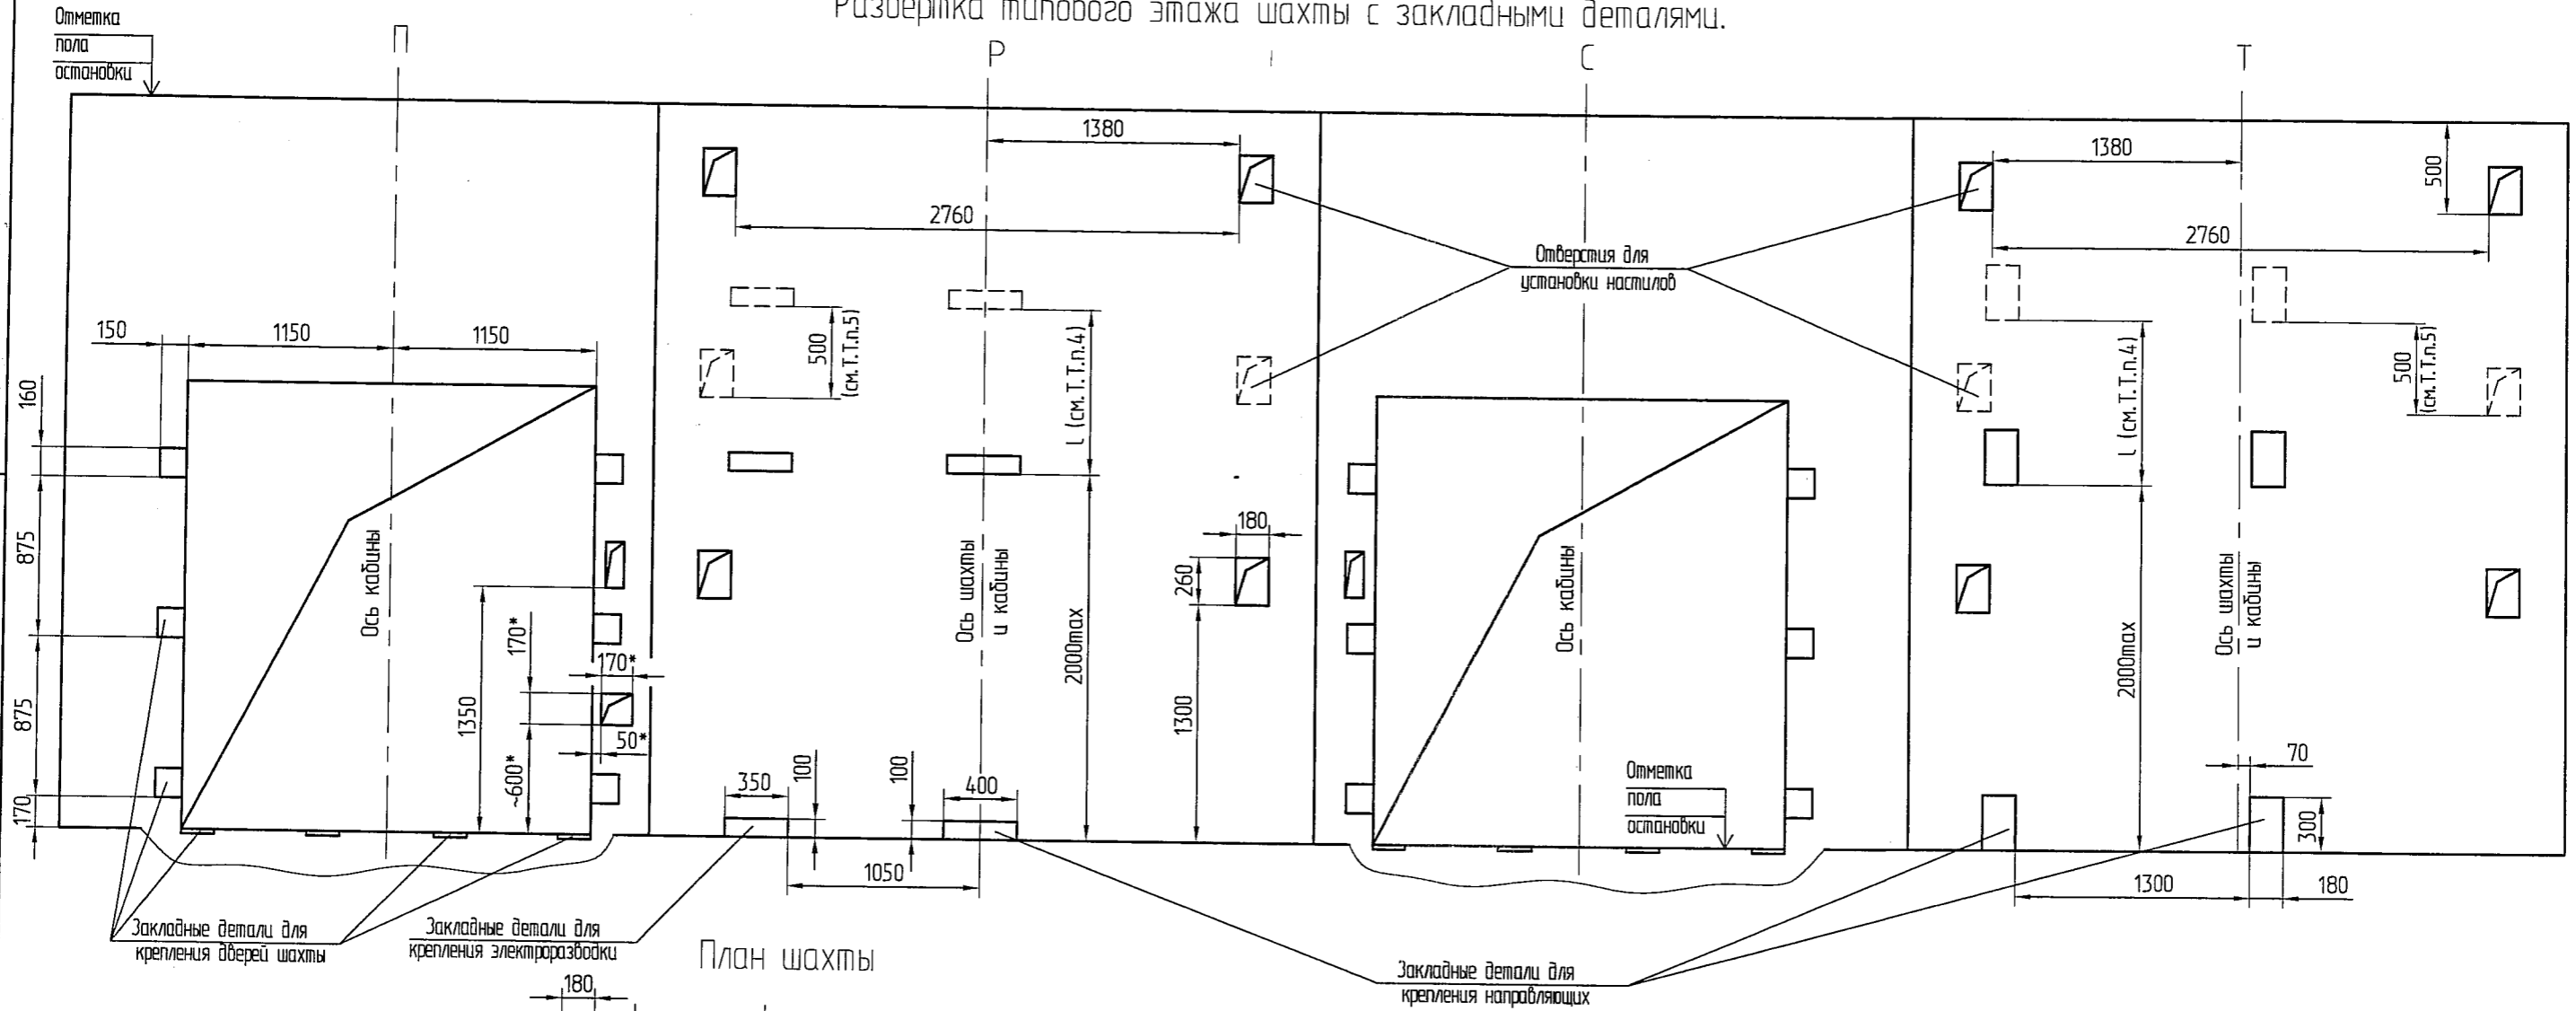 Развертка типового этажа шахты с закладными деталями.
Отметка
пола
остановки
П
Р
С
Т
1380
1380
500
2760
2760
Отверстия для
установки настилов
150
1150
1150
500
(см.Т.Т.п.5)
l (см.Т.Т.п.4)
l (см.Т.Т.п.4)
500
(см.Т.Т.п.5)
160
875
875
170
Ось кабины
1350
170*
170*
~600*
50*
Ось шахты
и кабины
2000max
180
260
1300
Ось кабины
Ось шахты
и кабины
2000max
350
100
100
400
1050
Отметка
пола
остановки
70
300
1300
180
Закладные детали для
крепления дверей шахты
Закладные детали для
крепления электроразводки
План шахты
180
Закладные детали для
крепления направляющих